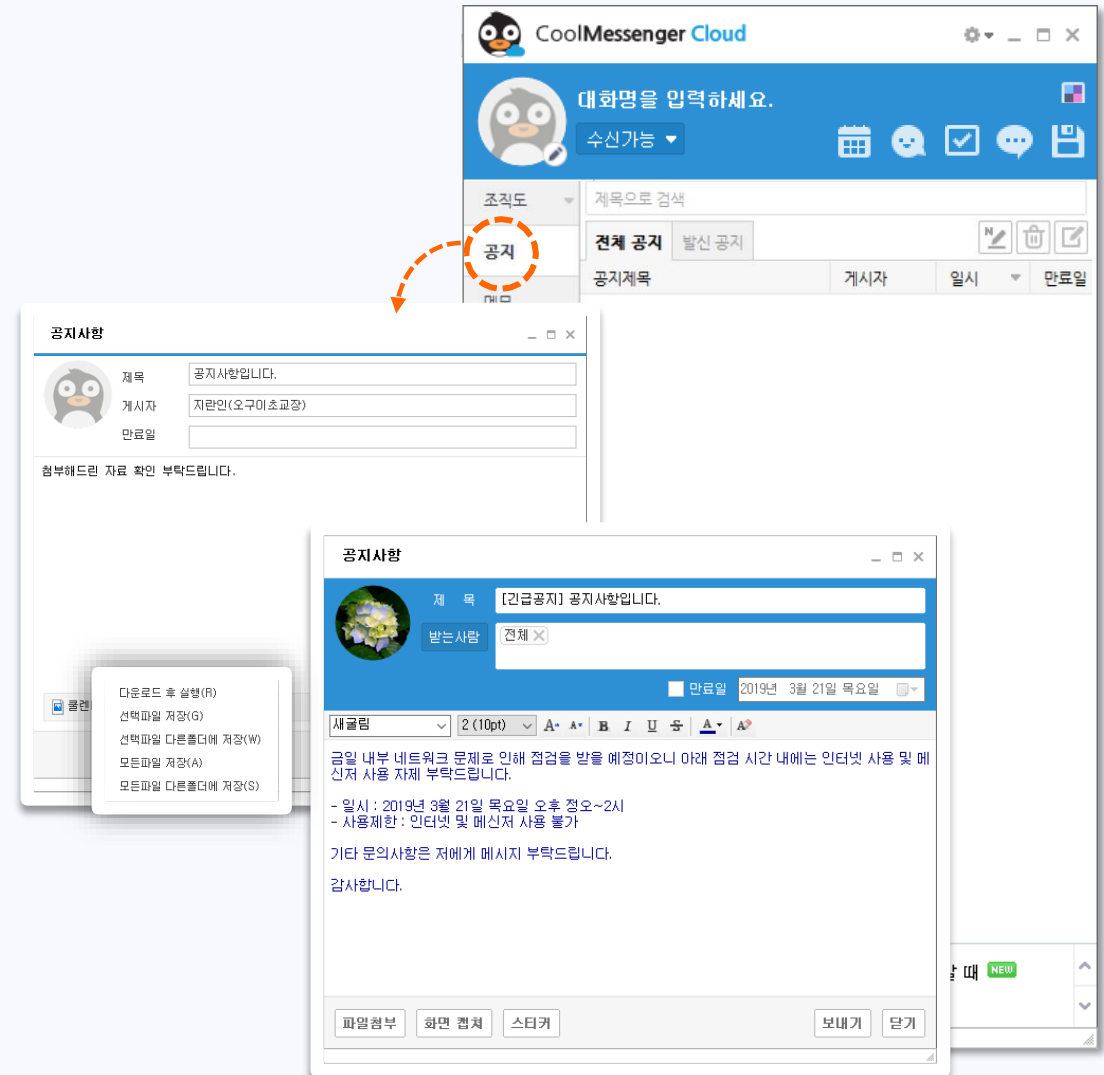 CoolMessenger Cloud
대화명을 입력하세요.
수신가능
조직도
제목으로 검색
공지
전체 공지
발신 공지
공지제목
게시자
일시
만료일
메모
공지사항
제목
공지사항입니다.
게시자
지란인(오구미초교장)
만료일
첨부해드린 자료 확인 부탁드립니다.
쿨렌
다운로드 후 실행(R)
선택파일 저장(G)
선택파일 다른폴더에 저장(W)
모든파일 저장(A)
모든파일 다른폴더에 저장(S)
공지사항
제 목
[긴급공지] 공지사항입니다.
받는사람
전체
만료일
2019년 3월 21일 목요일
새굴림
2 (10pt)
금일 내부 네트워크 문제로 인해 점검을 받을 예정이오니 아래 점검 시간 내에는 인터넷 사용 및 메
신저 사용 자제 부탁드립니다.
- 일시 : 2019년 3월 21일 목요일 오후 정오~2시
- 사용제한 : 인터넷 및 메신저 사용 불가
기타 문의사항은 저에게 메시지 부탁드립니다.
감사합니다.
파일첨부
화면 캡쳐
스티커
보내기
닫기
때
NEW